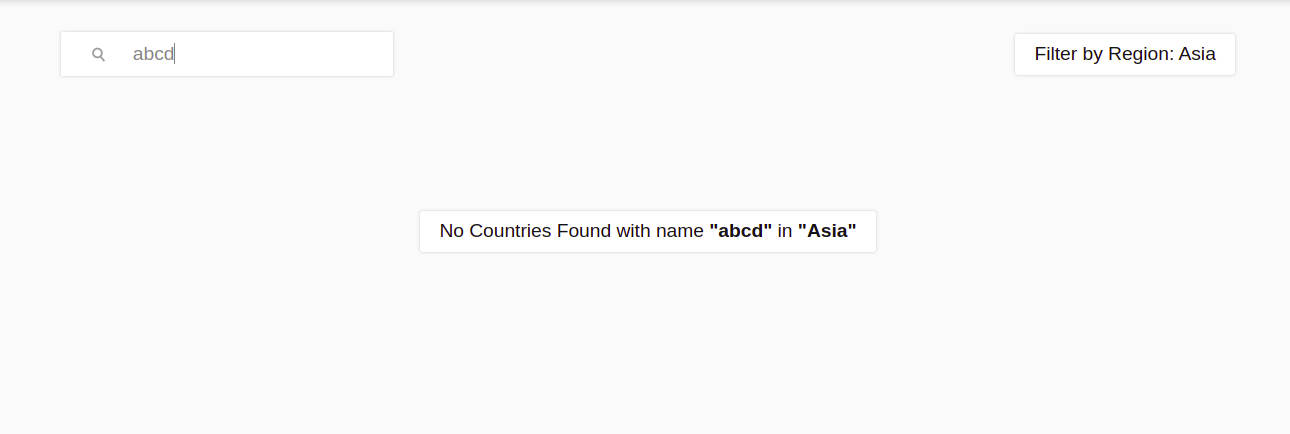 abcd
Filter by Region: Asia
No Countries Found with name "abcd" in "Asia"